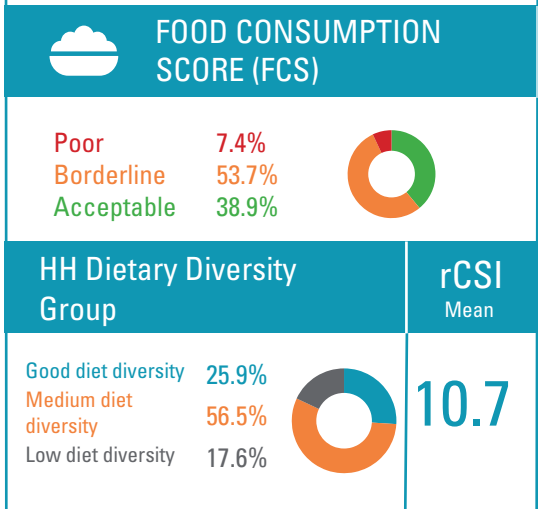 FOOD CONSUMPTION
SCORE (FCS)
Poor 7.4%
Borderline 53.7%
Acceptable 38.9%
HH Dietary Diversity
Group
rCSI
Mean
Good diet diversity 25.9%
Medium diet
diversity 56.5%
Low diet diversity 17.6%
10.7